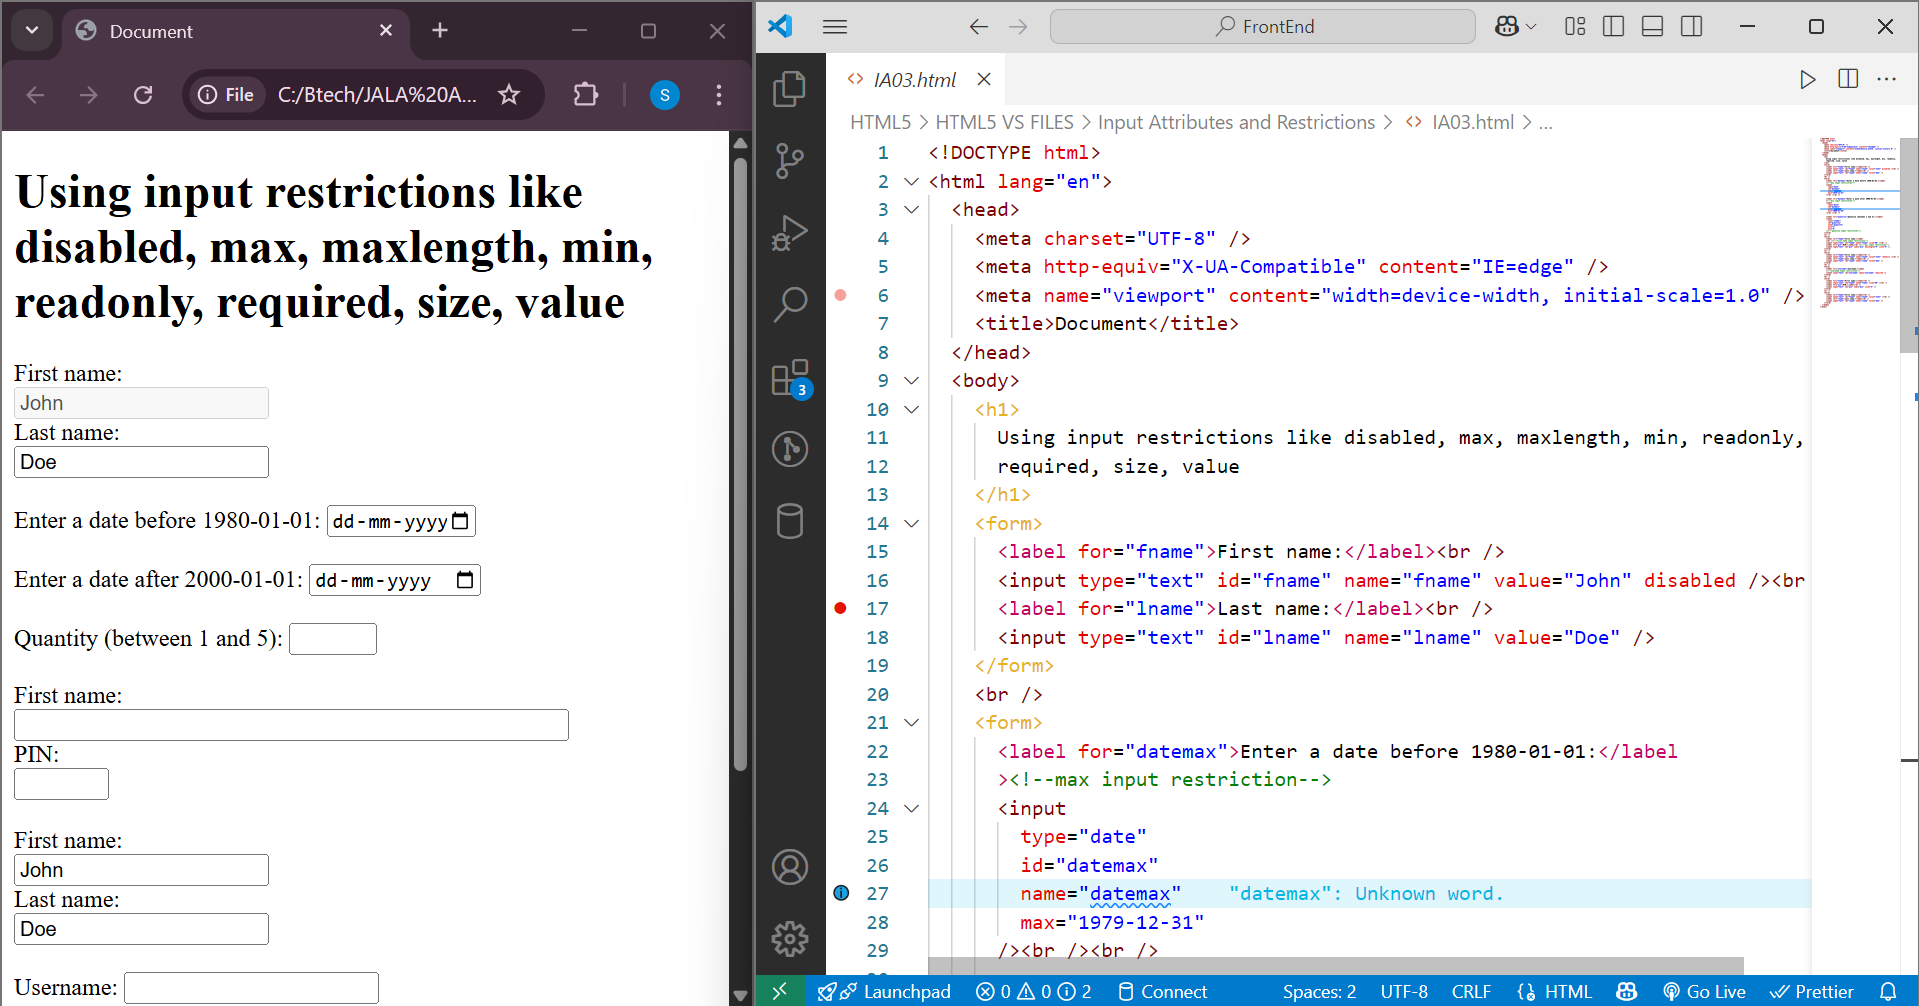 Document
File
C:/Btech/JALA%20A...
S
Using input restrictions like
disabled, max, maxlength, min,
readonly, required, size, value
First name:
John
Last name:
Doe
Enter a date before 1980-01-01: dd-mm-yyyy
Enter a date after 2000-01-01: dd-mm-yyyy
Quantity (between 1 and 5):
First name:
PIN:
First name:
John
Last name:
Doe
Username:
FrontEnd
IA03.html
HTML5 > HTML5 VS FILES > Input Attributes and Restrictions > <> IA03.html > ...
3
1 <!DOCTYPE html>
2 <html lang="en">
3 <head>
4 <meta charset="UTF-8" />
5 <meta http-equiv="X-UA-Compatible" content="IE=edge" />
6 <meta name="viewport" content="width=device-width, initial-scale=1.0" />
7 <title>Document</title>
8 </head>
9 <body>
10 <h1>
11 Using input restrictions like disabled, max, maxlength, min, readonly,
12 required, size, value
13 </h1>
14 <form>
15 <label for="fname">First name:</label><br />
16 <input type="text" id="fname" name="fname" value="John" disabled /><br
17 <label for="lname">Last name:</label><br />
18 <input type="text" id="lname" name="lname" value="Doe" />
19 </form>
20 <br />
21 <form>
22 <label for="datemax">Enter a date before 1980-01-01:</label
23 ><!--max input restriction-->
24 <input
25 type="date"
26 id="datemax"
27 name="datemax" "datemax": Unknown word.
28 max="1979-12-31"
29 /><br /><br />
Launchpad 0 0 2 Connect Spaces: 2 UTF-8 CRLF {} HTML Go Live Prettier